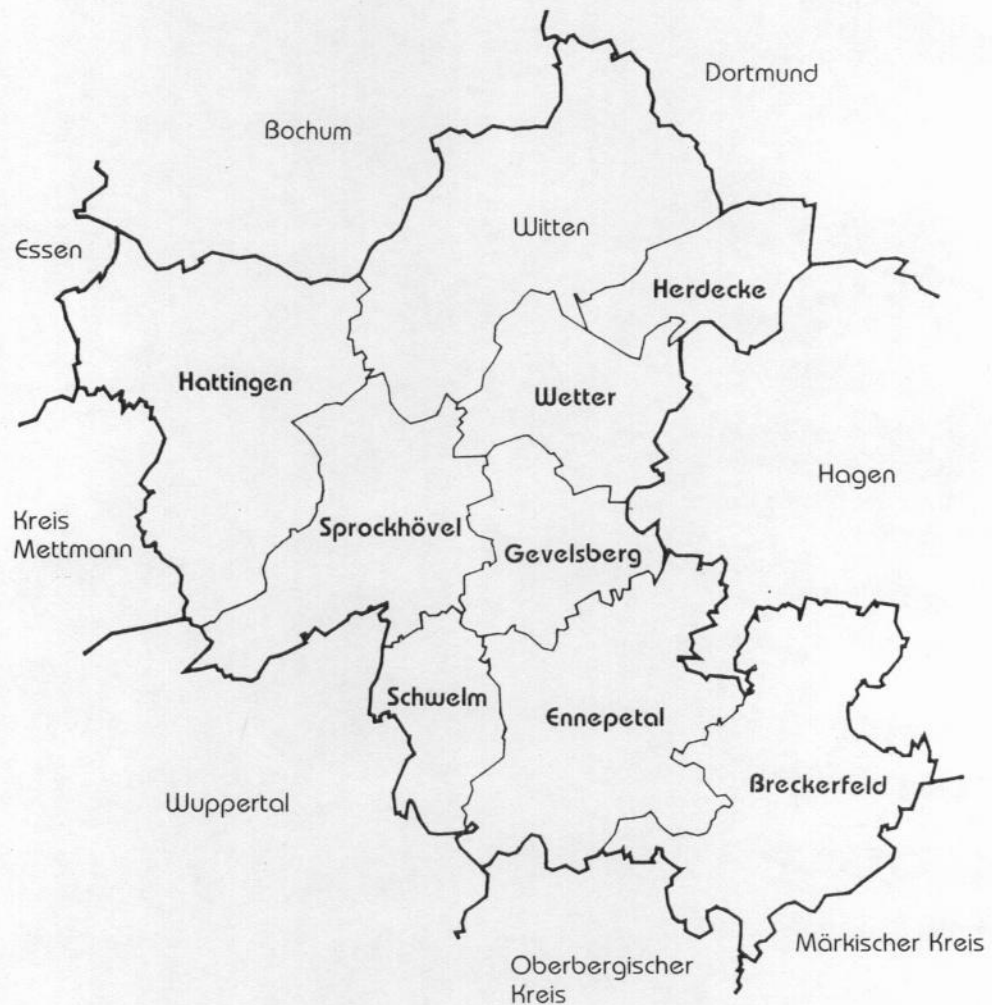 Dortmund
Bochum
Witten
Essen
Herdecke
Hattingen
Wetter
Hagen
Kreis
Mettmann
Sprockhövel
Gevelsberg
Schwelm
Ennepetal
Breckerfeld
Wuppertal
Märkischer Kreis
Oberbergischer
Kreis